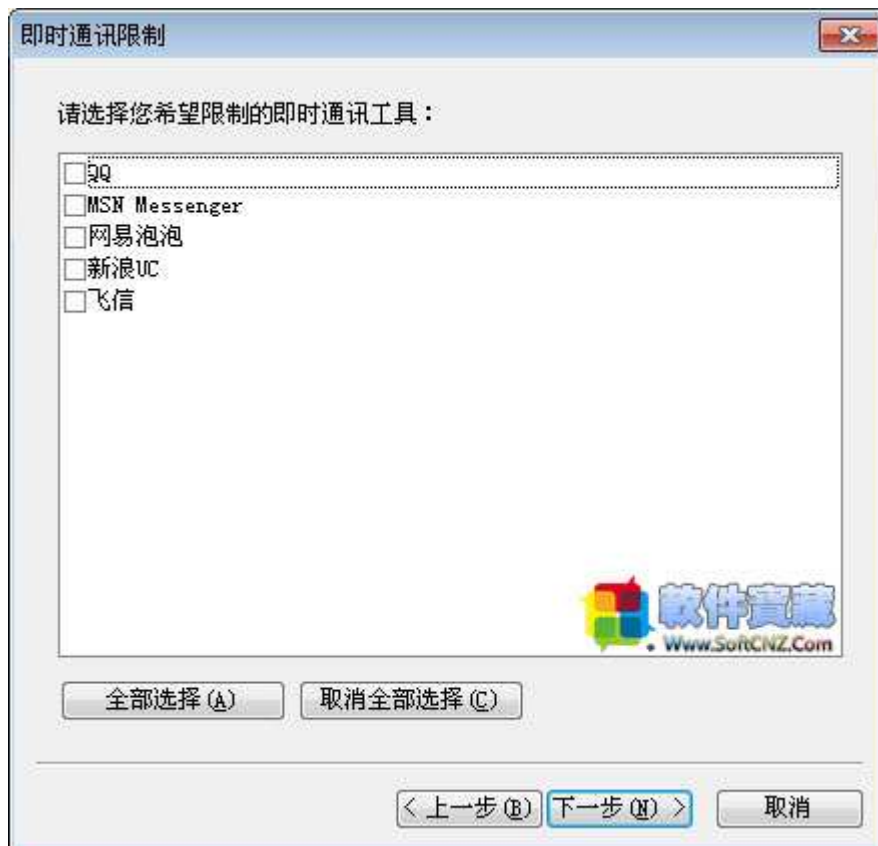 即时通讯限制
请选择您希望限制的即时通讯工具：
QQ
MSN Messenger
网易泡泡
新浪UC
飞信
軟件寶藏
Www.SoftCNZ.Com
全部选择(A) 取消全部选择(C)
< 上一步(B) 下一步(N) > 取消